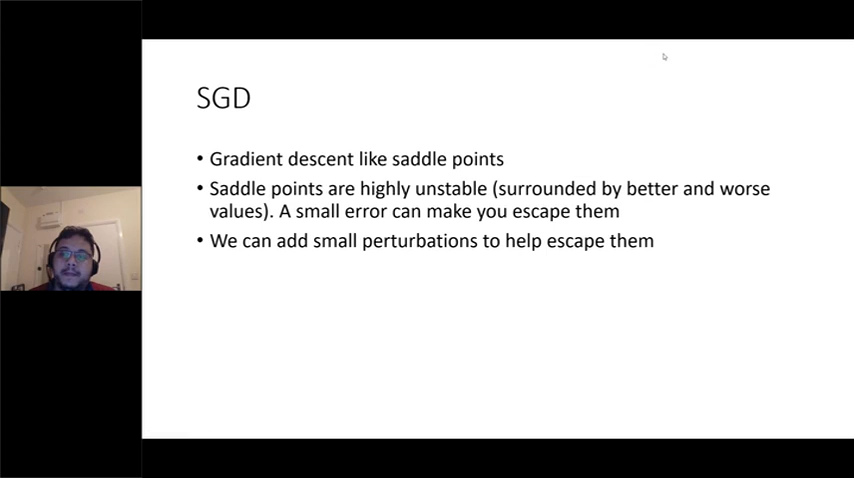 SGD
• Gradient descent like saddle points
• Saddle points are highly unstable (surrounded by better and worse
values). A small error can make you escape them
• We can add small perturbations to help escape them